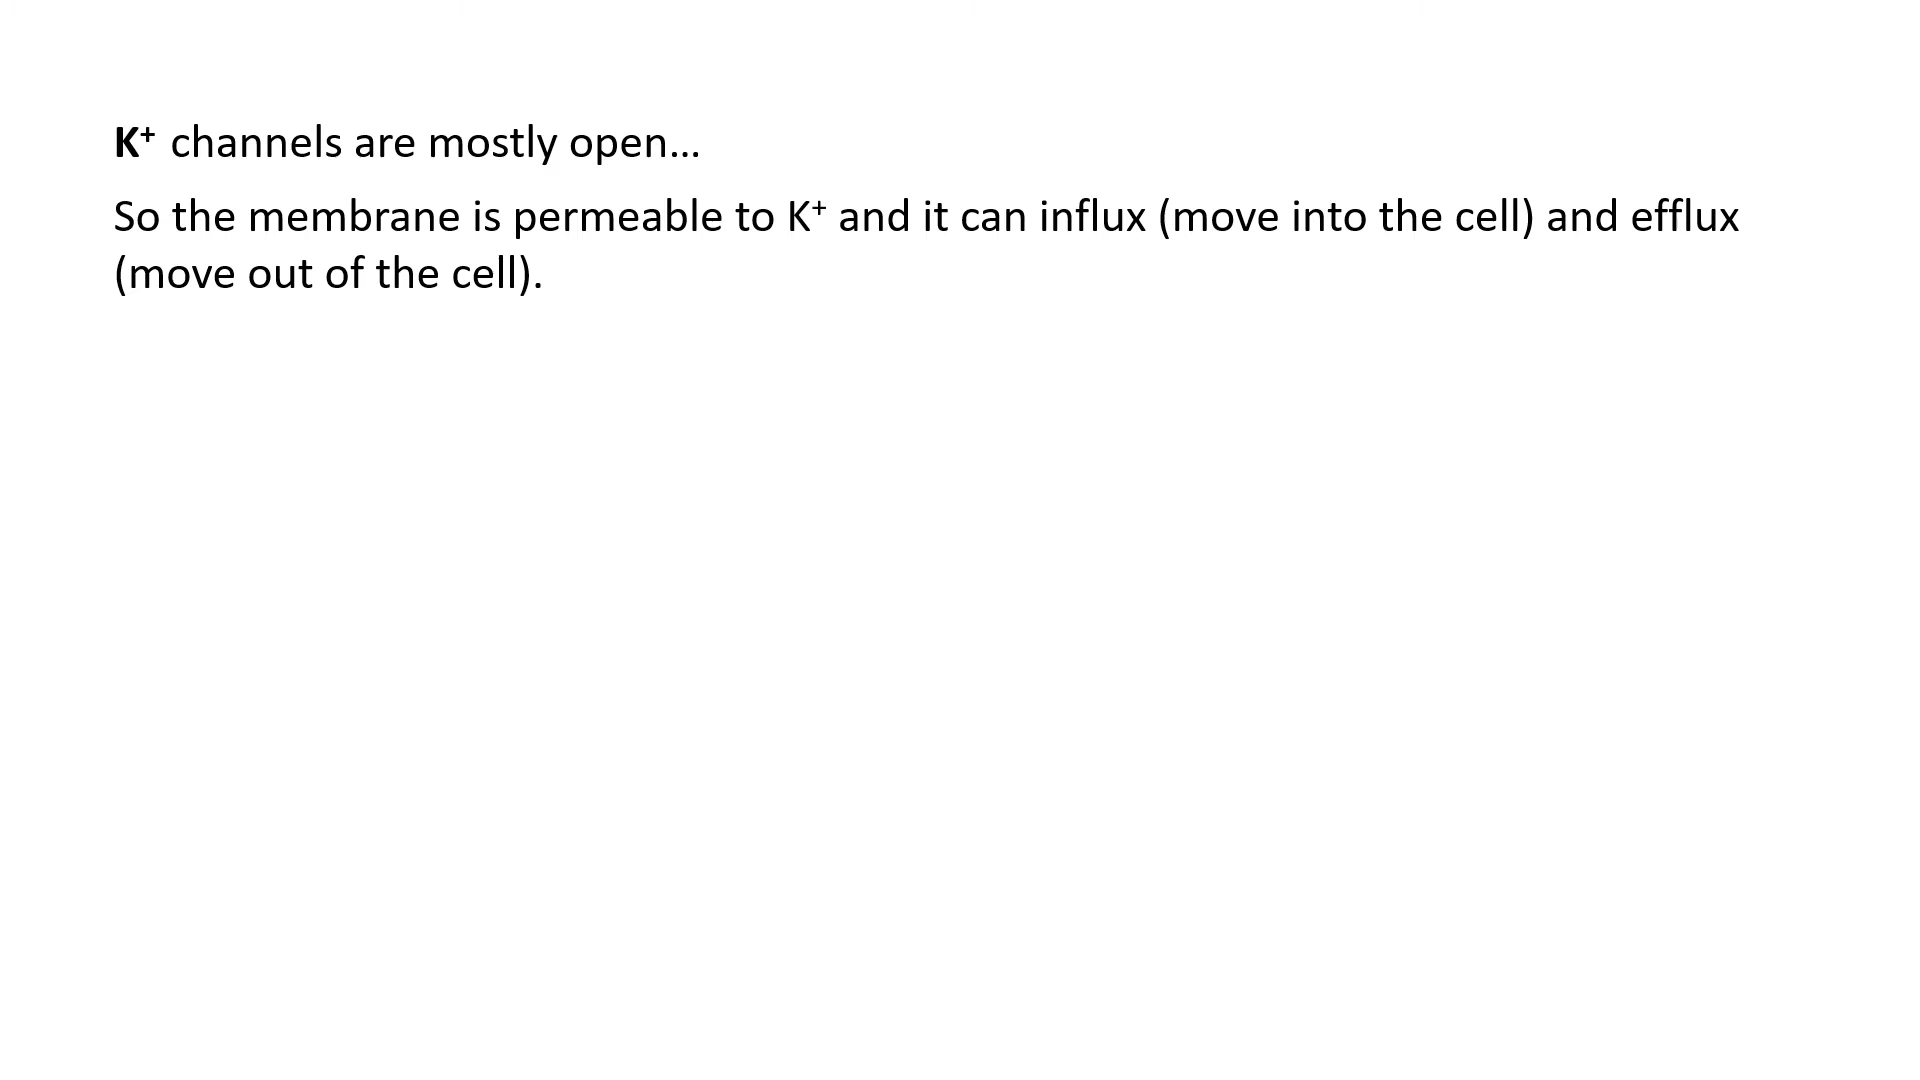 K⁺ channels are mostly open…
So the membrane is permeable to K⁺ and it can influx (move into the cell) and efflux
(move out of the cell).